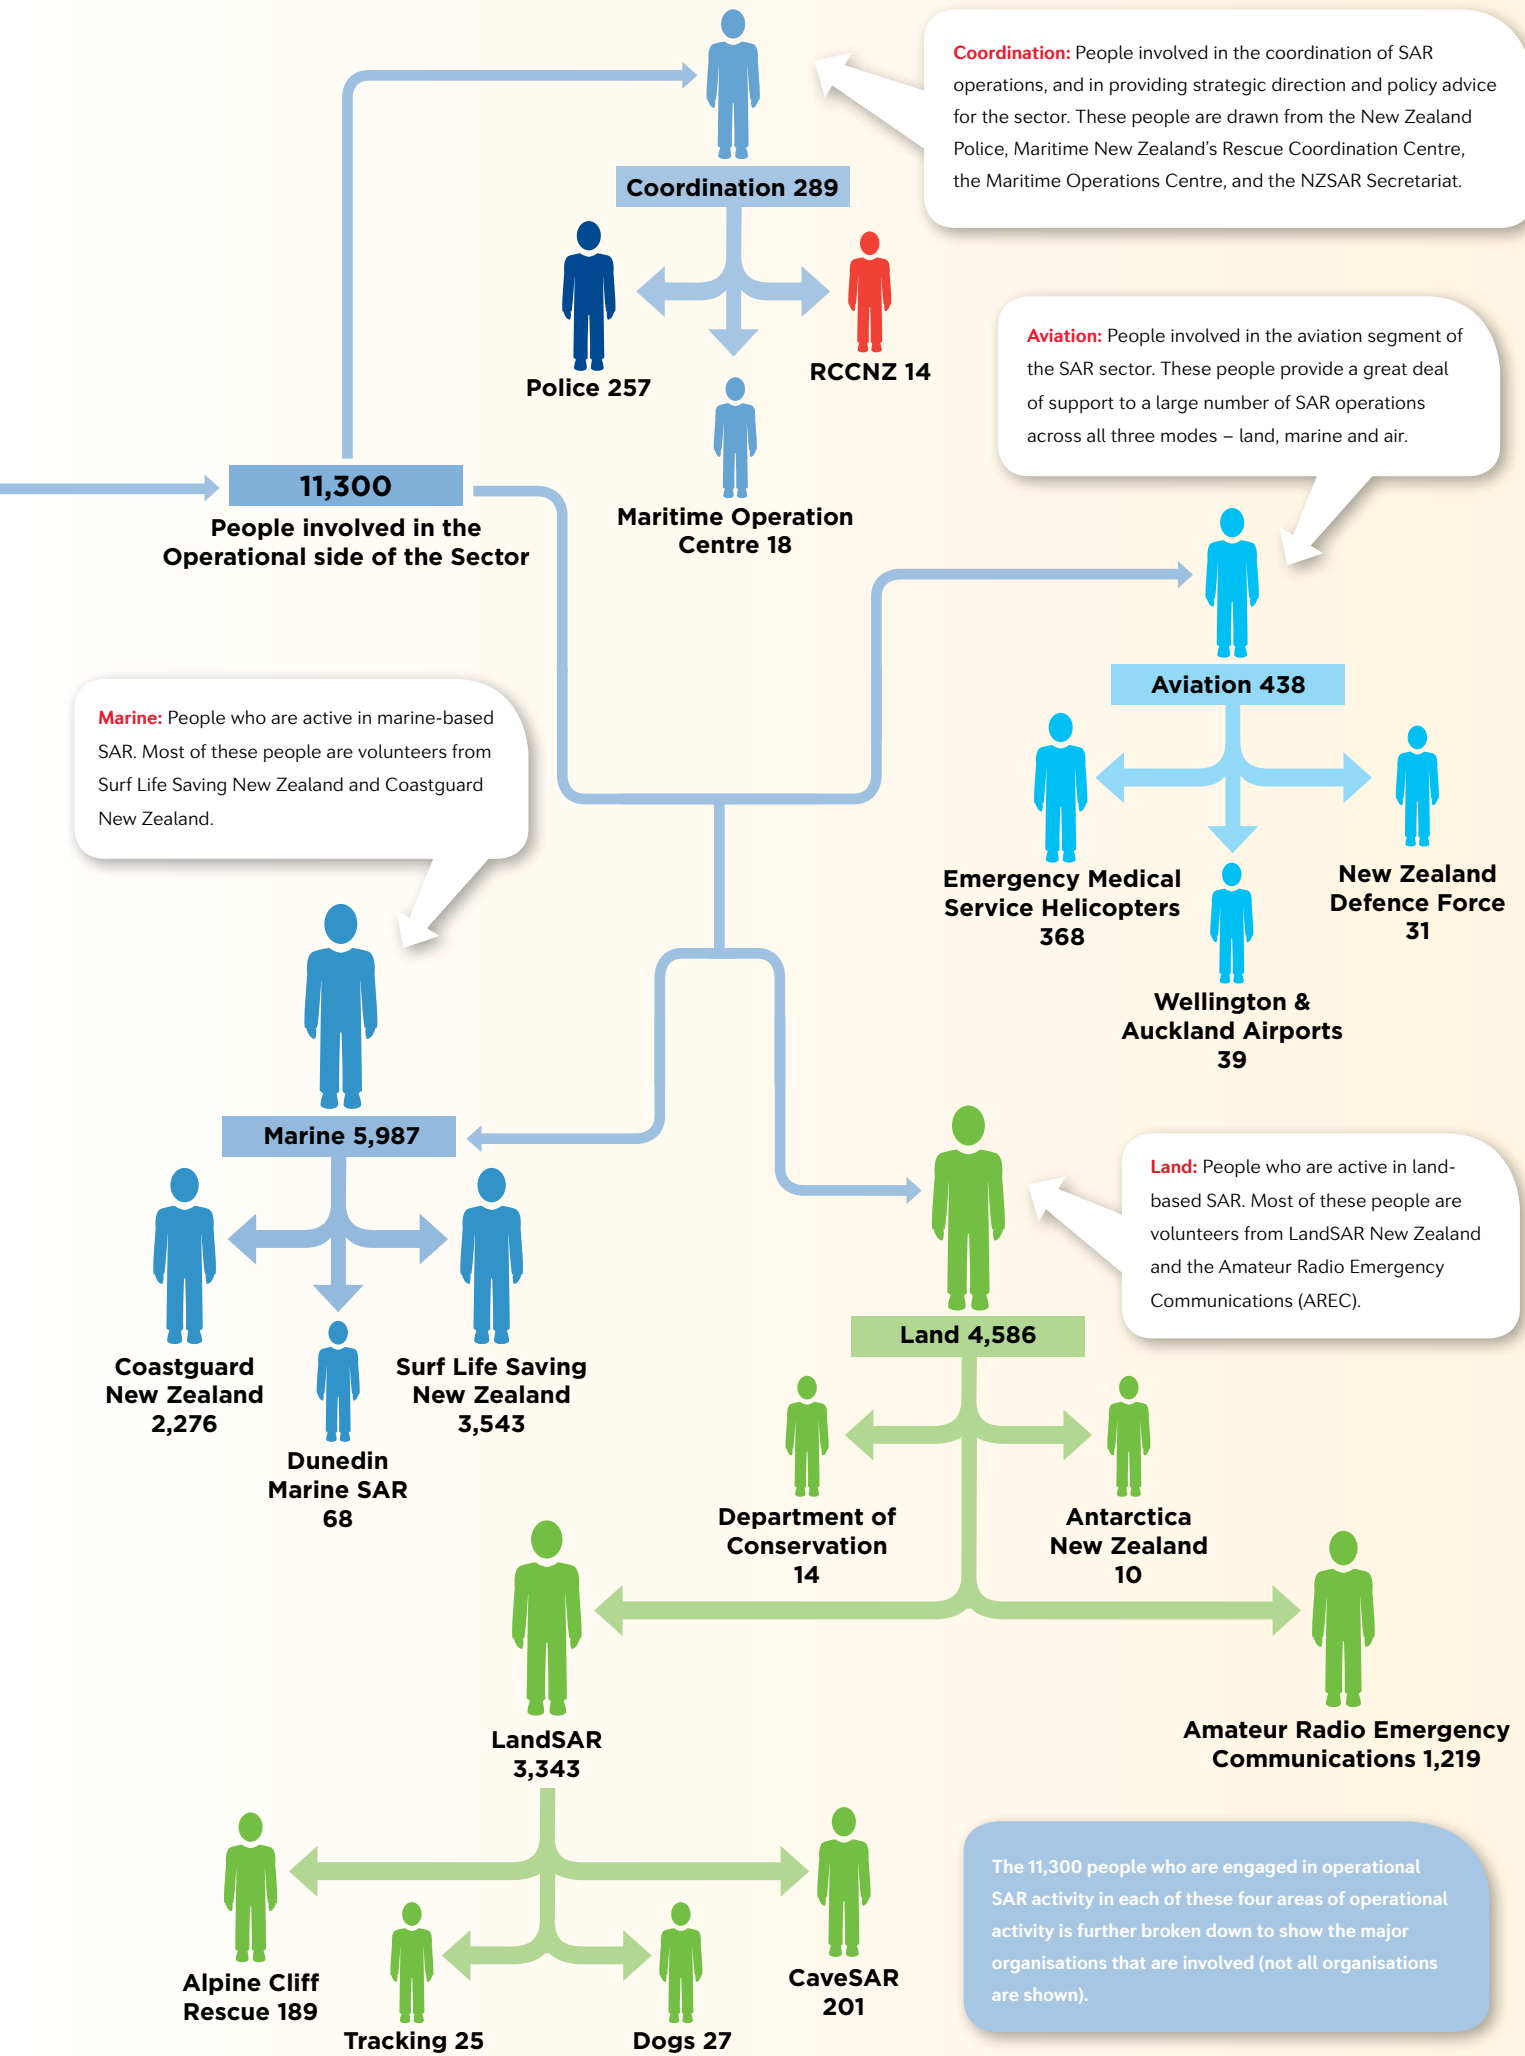 Coordination: People involved in the coordination of SAR
operations, and in providing strategic direction and policy advice
for the sector. These people are drawn from the New Zealand
Police, Maritime New Zealand's Rescue Coordination Centre,
the Maritime Operations Centre, and the NZSAR Secretariat.
Coordination 289
Police 257
RCCNZ 14
Maritime Operation
Centre 18
Aviation: People involved in the aviation segment of
the SAR sector. These people provide a great deal
of support to a large number of SAR operations
across all three modes – land, marine and air.
11,300
People involved in the
Operational side of the Sector
Aviation 438
Emergency Medical
Service Helicopters
368
New Zealand
Defence Force
31
Wellington &
Auckland Airports
39
Marine: People who are active in marine-based
SAR. Most of these people are volunteers from
Surf Life Saving New Zealand and Coastguard
New Zealand.
Marine 5,987
Coastguard
New Zealand
2,276
Surf Life Saving
New Zealand
3,543
Dunedin
Marine SAR
68
Land: People who are active in land-
based SAR. Most of these people are
volunteers from LandSAR New Zealand
and the Amateur Radio Emergency
Communications (AREC).
Land 4,586
Department of
Conservation
14
Antarctica
New Zealand
10
LandSAR
3,343
Amateur Radio Emergency
Communications 1,219
Alpine Cliff
Rescue 189
Tracking 25
Dogs 27
CaveSAR
201
The 11,300 people who are engaged in operational
SAR activity in each of these four areas of operational
activity is further broken down to show the major
organisations that are involved (not all organisations
are shown).